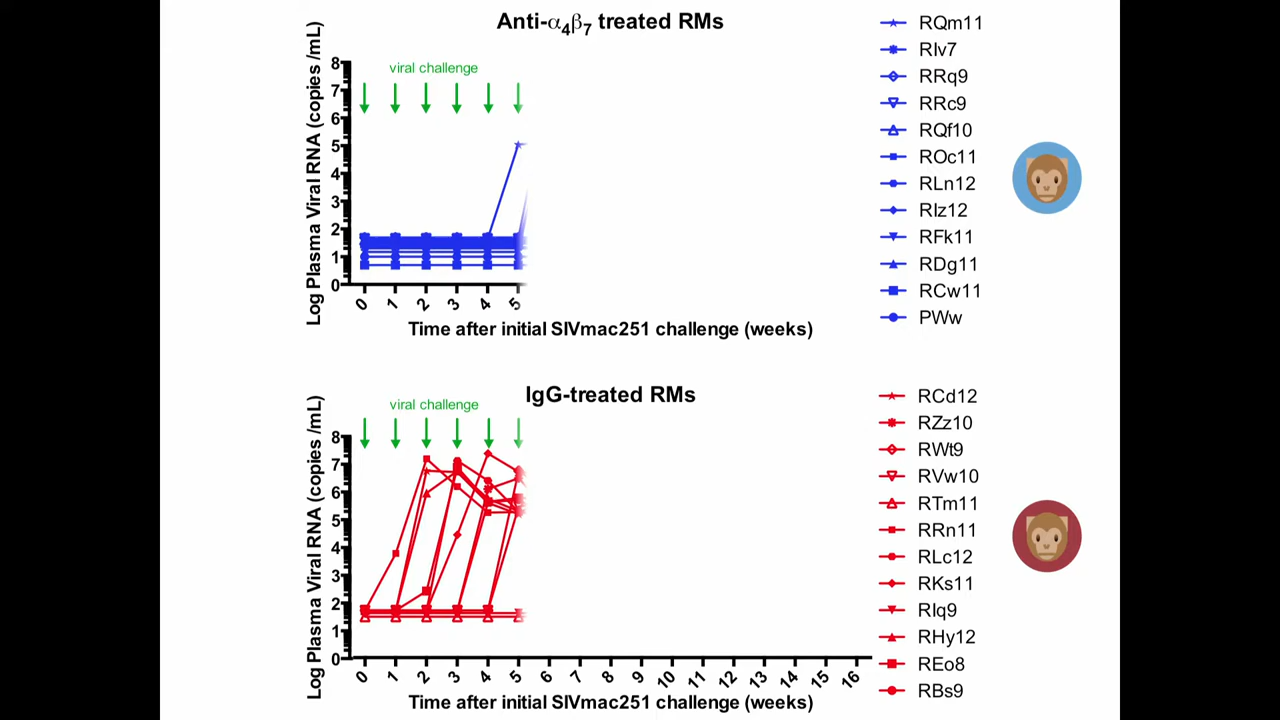 Anti-α4β7 treated RMs
viral challenge
Log Plasma Viral RNA (copies /mL)
8
7
6
5
4
3
2
1
0
0 1 2 3 4 5
Time after initial SIVmac251 challenge (weeks)
RQm11
RIv7
RRq9
RRc9
RQf10
ROc11
RLn12
RIz12
RFk11
RDg11
RCw11
PWw
IgG-treated RMs
viral challenge
Log Plasma Viral RNA (copies /mL)
8
7
6
5
4
3
2
1
0
0 1 2 3 4 5 6 7 8 9 10 11 12 13 14 15 16
Time after initial SIVmac251 challenge (weeks)
RCd12
RZz10
RWt9
RVw10
RTm11
RRn11
RLc12
RKs11
RIq9
RHy12
REo8
RBs9